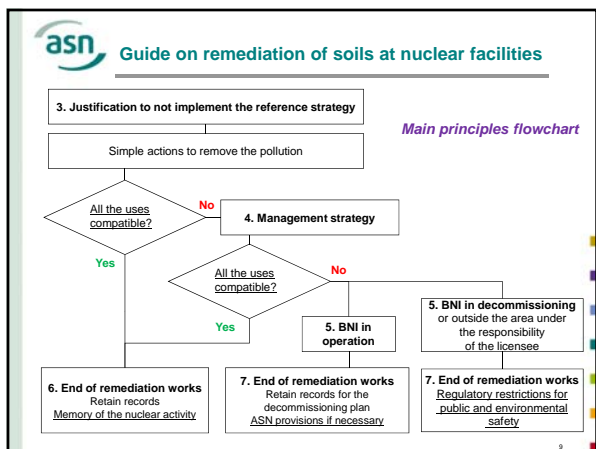 asn
Guide on remediation of soils at nuclear facilities
3. Justification to not implement the reference strategy
Main principles flowchart
Simple actions to remove the pollution
All the uses
compatible?
No
4. Management strategy
Yes
All the uses
compatible?
No
Yes
5. BNI in
operation
5. BNI in decommissioning
or outside the area under
the responsibility
of the licensee
6. End of remediation works
Retain records
Memory of the nuclear activity
7. End of remediation works
Retain records for the
decommissioning plan
ASN provisions if necessary
7. End of remediation works
Regulatory restrictions for
public and environmental
safety
9